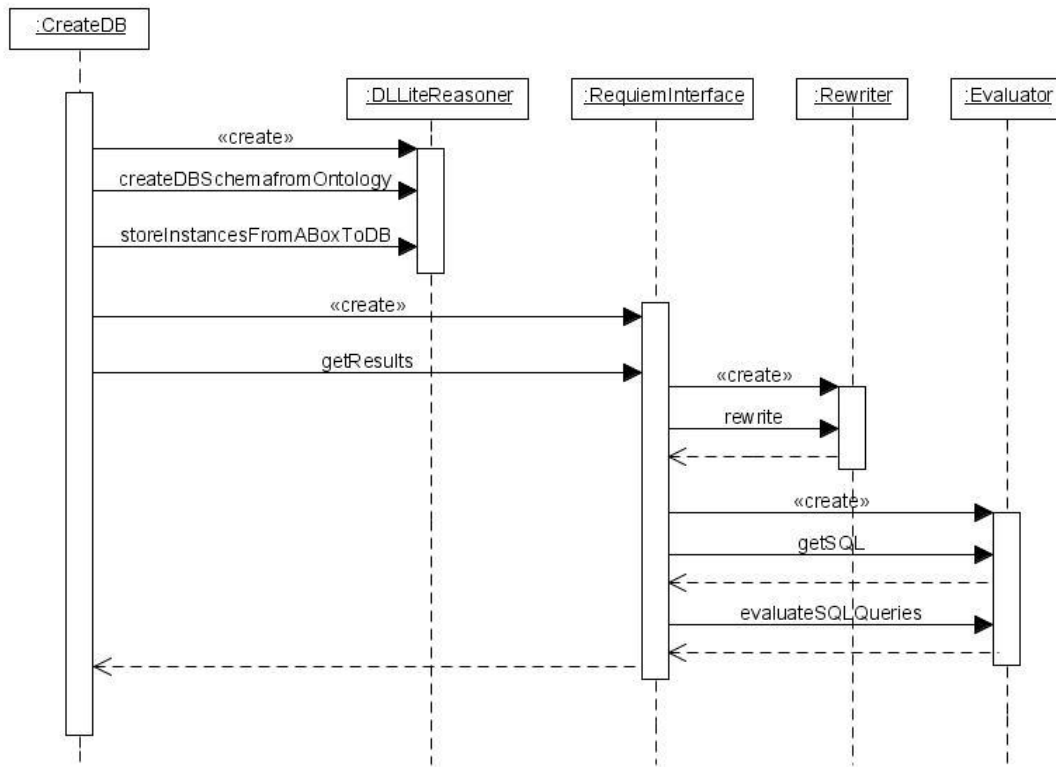 :CreateDB
:DLLiteReasoner
:RequiemInterface
:Rewriter
:Evaluator
«create»
createDBSchemafromOntology
storeInstancesFromABoxToDB
«create»
getResults
«create»
rewrite
«create»
getSQL
evaluateSQLQueries